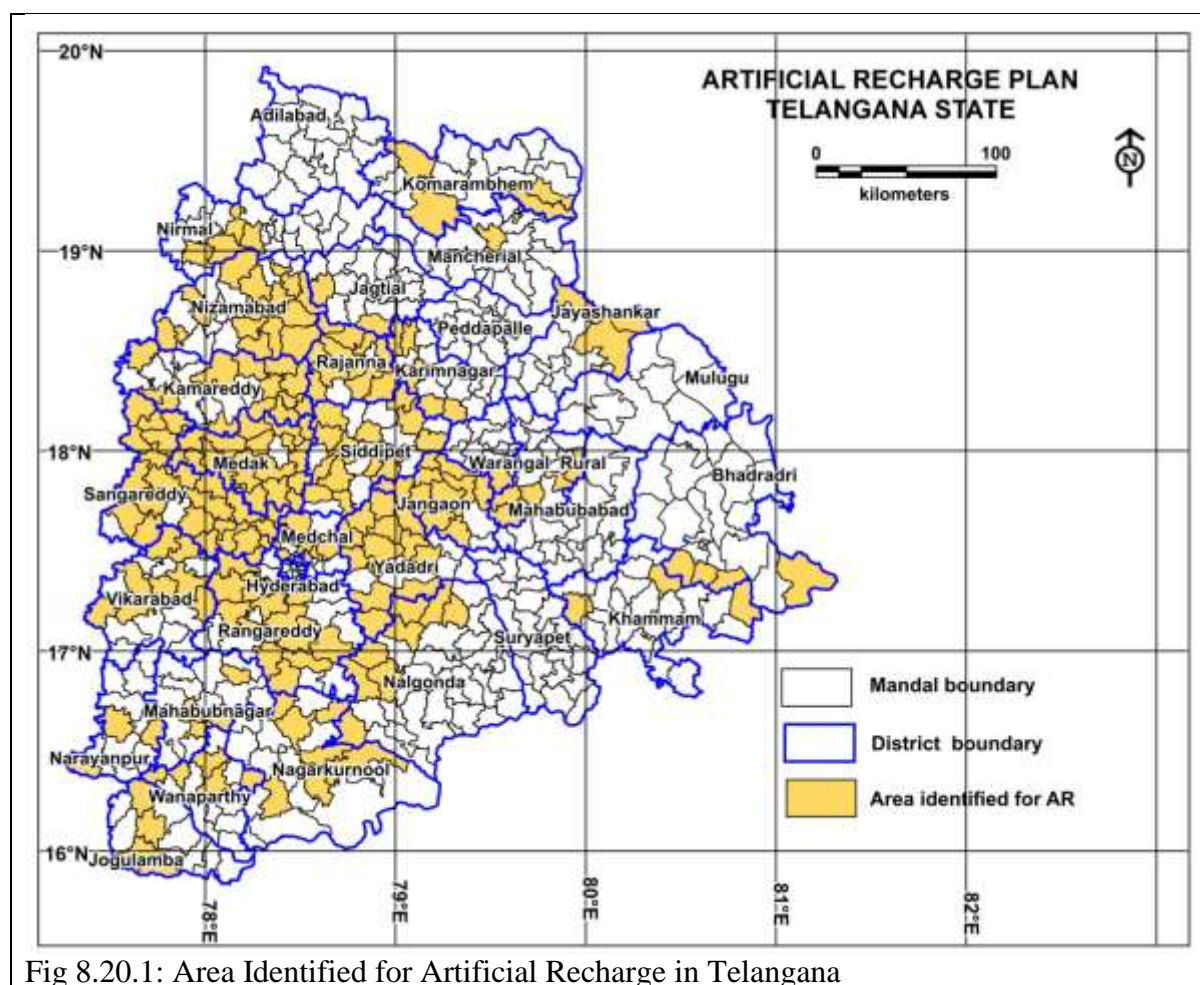 20°N
ARTIFICIAL RECHARGE PLAN
TELANGANA STATE
0 100
kilometers
N
Adilabad
Komarambhem
Nirmal
19°N
Mancherial
Jagtial
Nizamabad
Jayashankar
Peddapalle
Rajanna
Karimnagar
Kamareddy
Mulugu
18°N
Siddipet
Medak
Warangal Rural
Bhadradri
Sangareddy
Jangaon
Mahabubabad
Medchal
Yadadri
Hyderabad
Vikarabad
Khammam
Rangareddy
Suryapet
17°N
Nalgonda
Mandal boundary
Mahabubnagar
District boundary
Narayanpur
Nagarkurnool
Wanaparthy
Area identified for AR
16°N
Jogulamba
78°E
79°E
80°E
81°E
82°E
Fig 8.20.1: Area Identified for Artificial Recharge in Telangana